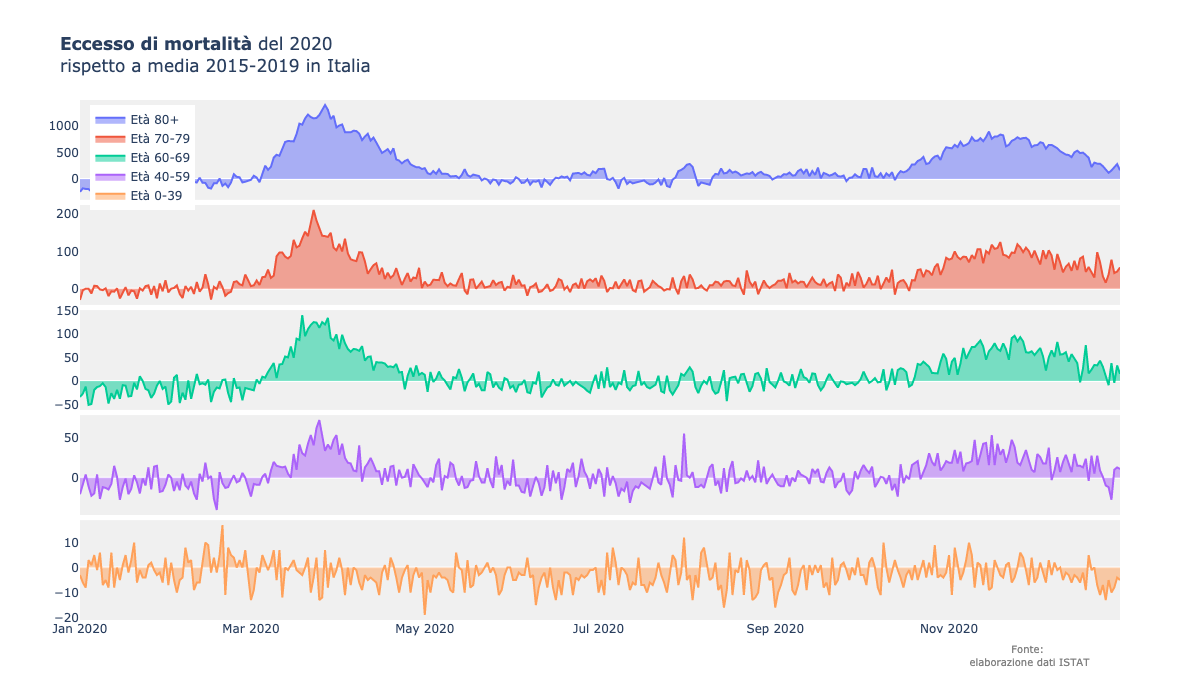 Eccesso di mortalità del 2020
rispetto a media 2015-2019 in Italia
Età 80+
Età 70-79
Età 60-69
Età 40-59
Età 0-39
1000
500
0
200
100
0
150
100
50
0
−50
50
0
10
0
−10
−20
Jan 2020 Mar 2020 May 2020 Jul 2020 Sep 2020 Nov 2020
Fonte:
elaborazione dati ISTAT